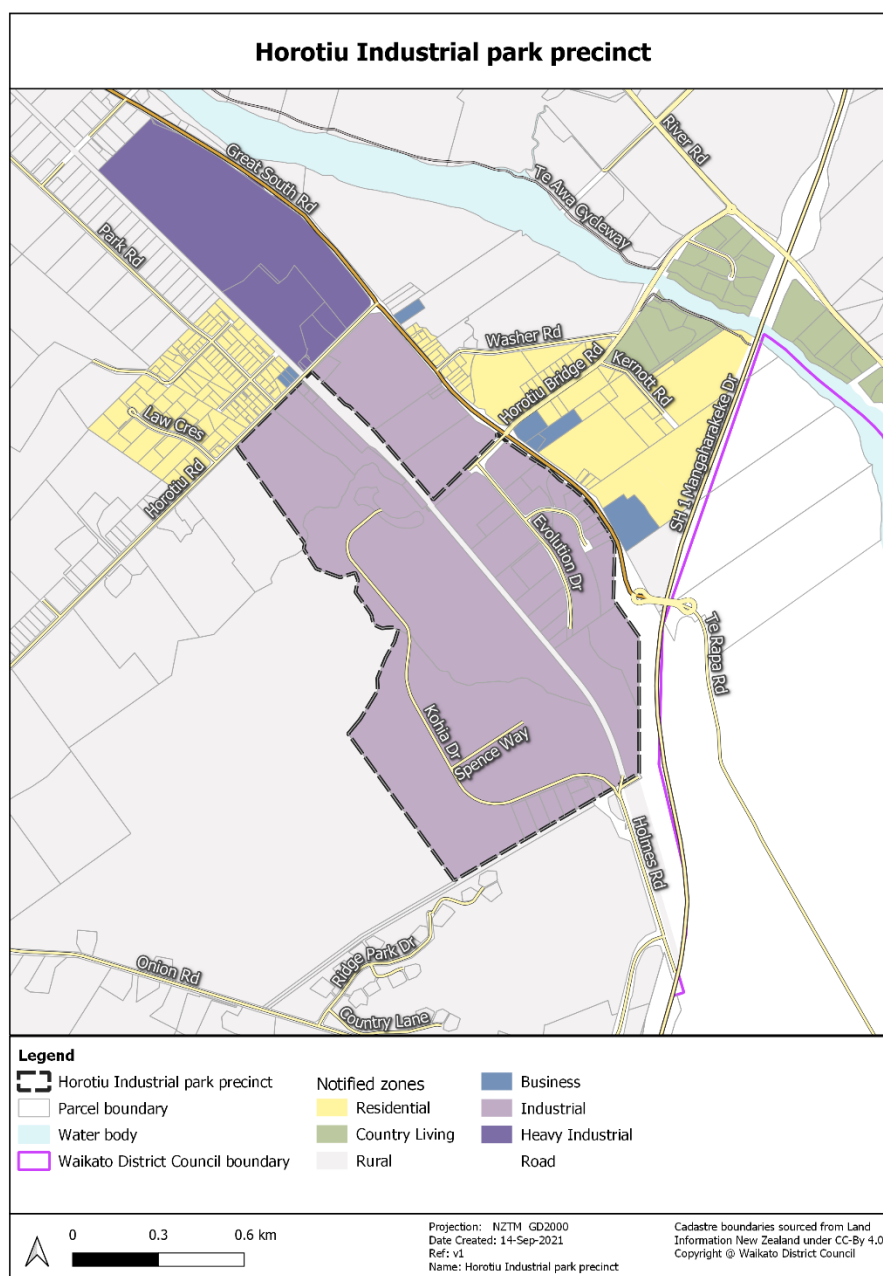 Horotiu Industrial park precinct
River Rd
Great South Rd
Te Awa Cycleway
Park Rd
Washer Rd
Horotiu Bridge Rd
Kernott Rd
Law Cres
SH 1 Mangaharakeke Dr
Horotiu Rd
Evolution Dr
Te Rapa Rd
Kohia Dr
Spence Way
Holmes Rd
Ridge Park Dr
Onion Rd
Country Lane
Legend
Horotiu Industrial park precinct
Parcel boundary
Water body
Waikato District Council boundary
Notified zones
Residential
Country Living
Rural
Business
Industrial
Heavy Industrial
Road
0 0.3 0.6 km
Projection: NZTM GD2000
Date Created: 14-Sep-2021
Ref: v1
Name: Horotiu Industrial park precinct
Cadastre boundaries sourced from Land
Information New Zealand under CC-By 4.0
Copyright @ Waikato District Council